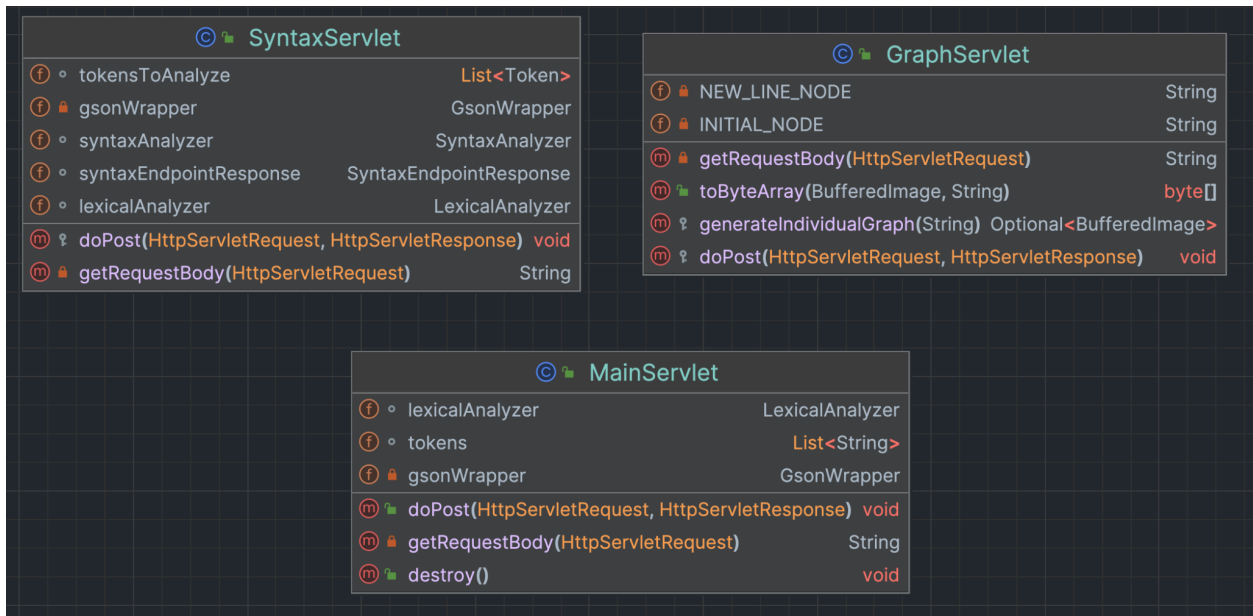 SyntaxServlet
tokensToAnalyze List<Token>
gsonWrapper GsonWrapper
syntaxAnalyzer SyntaxAnalyzer
syntaxEndpointResponse SyntaxEndpointResponse
lexicalAnalyzer LexicalAnalyzer
doPost(HttpServletRequest, HttpServletResponse) void
getRequestBody(HttpServletRequest) String
GraphServlet
NEW_LINE_NODE String
INITIAL_NODE String
getRequestBody(HttpServletRequest) String
toByteArray(BufferedImage, String) byte[]
generateIndividualGraph(String) Optional<BufferedImage>
doPost(HttpServletRequest, HttpServletResponse) void
MainServlet
lexicalAnalyzer LexicalAnalyzer
tokens List<String>
gsonWrapper GsonWrapper
doPost(HttpServletRequest, HttpServletResponse) void
getRequestBody(HttpServletRequest) String
destroy() void